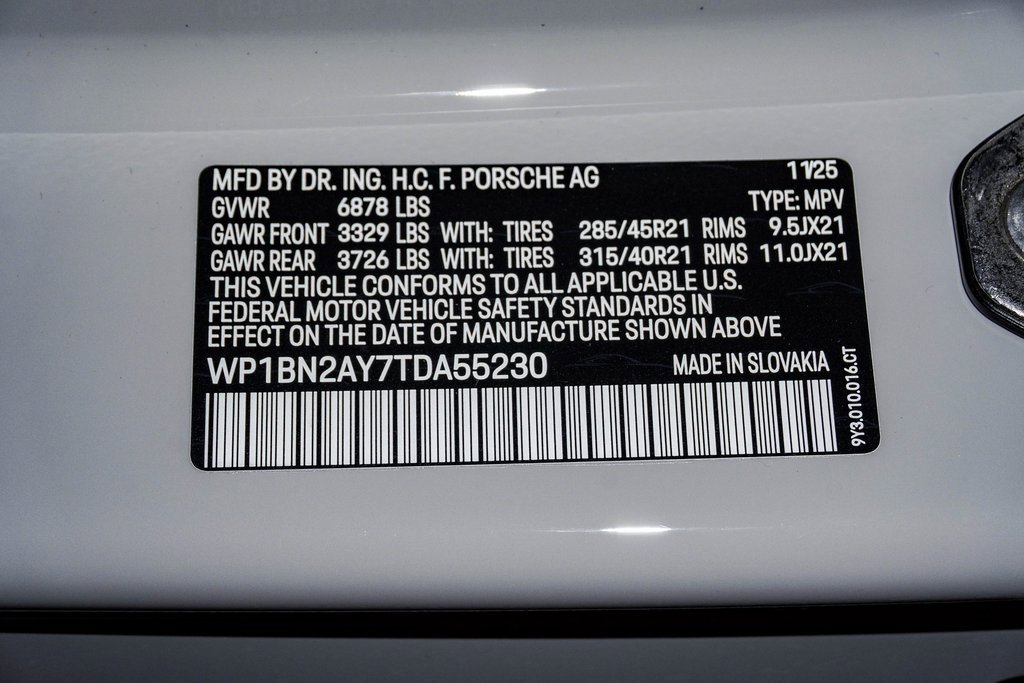 MFD BY DR. ING. H.C. F. PORSCHE AG 11/25
GVWR 6878 LBS TYPE: MPV
GAWR FRONT 3329 LBS WITH: TIRES 285/45R21 RIMS 9.5JX21
GAWR REAR 3726 LBS WITH: TIRES 315/40R21 RIMS 11.0JX21
THIS VEHICLE CONFORMS TO ALL APPLICABLE U.S.
FEDERAL MOTOR VEHICLE SAFETY STANDARDS IN
EFFECT ON THE DATE OF MANUFACTURE SHOWN ABOVE
WP1BN2AY7TDA55230 MADE IN SLOVAKIA
9Y3.010.016.CT